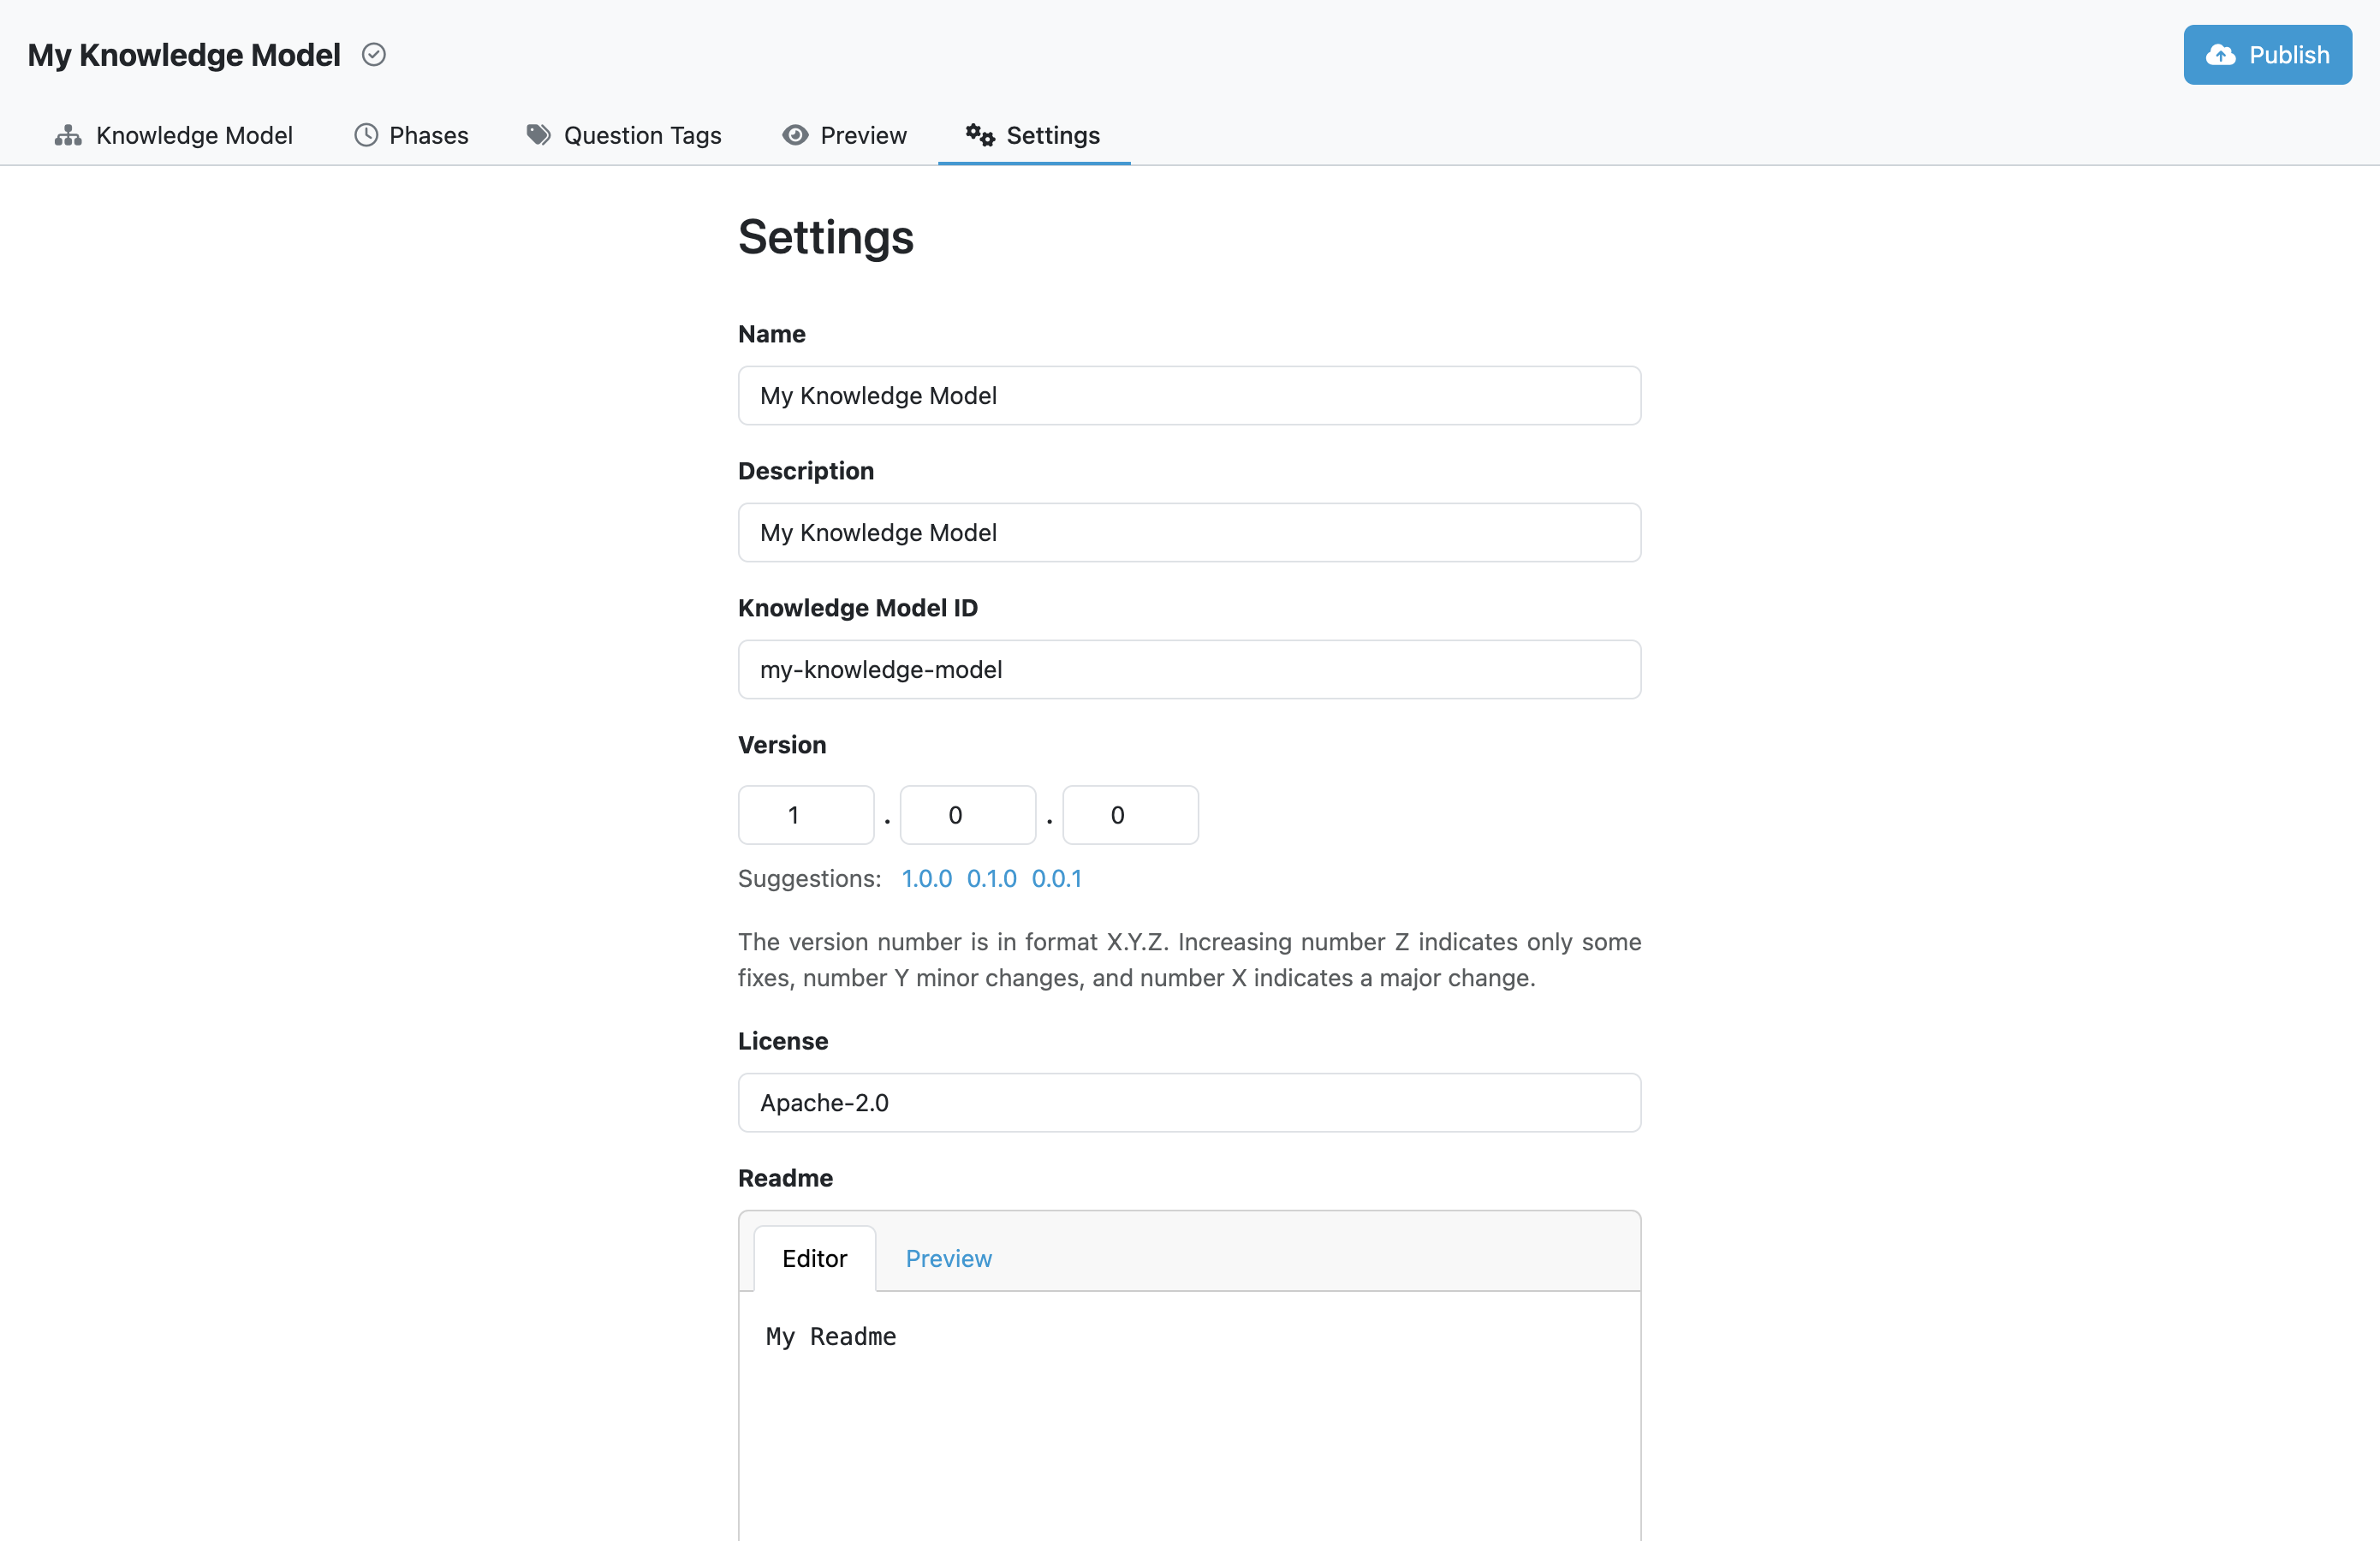 My Knowledge Model
Publish
Knowledge Model Phases Question Tags Preview Settings
Settings
Name
My Knowledge Model
Description
My Knowledge Model
Knowledge Model ID
my-knowledge-model
Version
1 . 0 . 0
Suggestions: 1.0.0 0.1.0 0.0.1
The version number is in format X.Y.Z. Increasing number Z indicates only some
fixes, number Y minor changes, and number X indicates a major change.
License
Apache-2.0
Readme
Editor Preview
My Readme